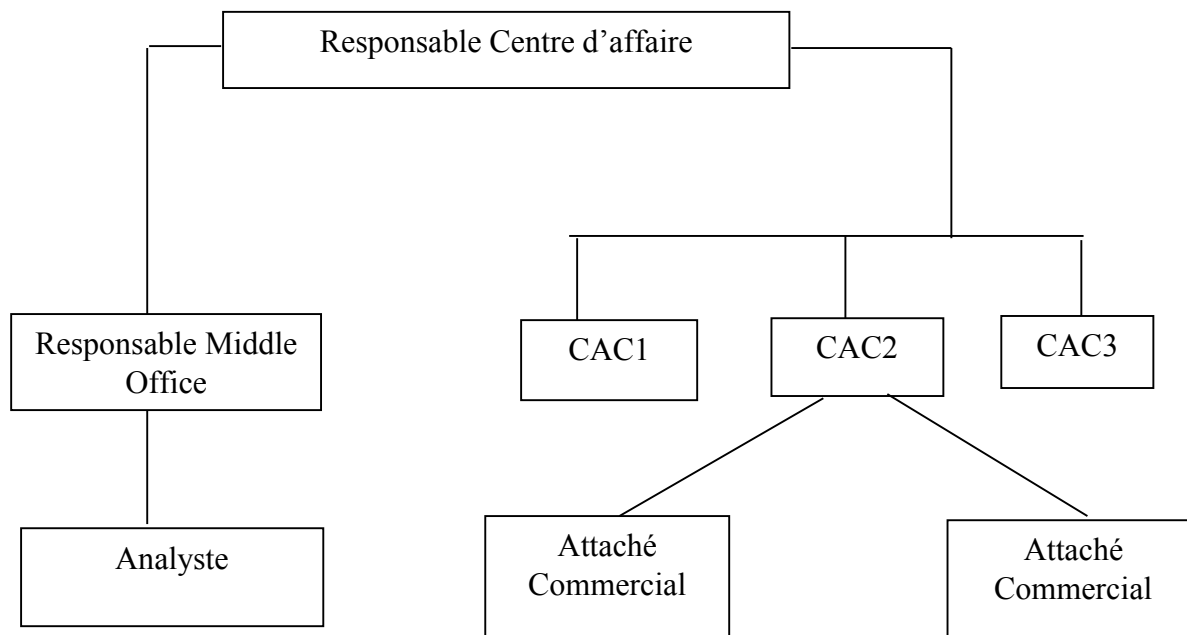 Responsable Centre d’affaire
Responsable Middle
Office
CAC1
CAC2
CAC3
Analyste
Attaché
Commercial
Attaché
Commercial